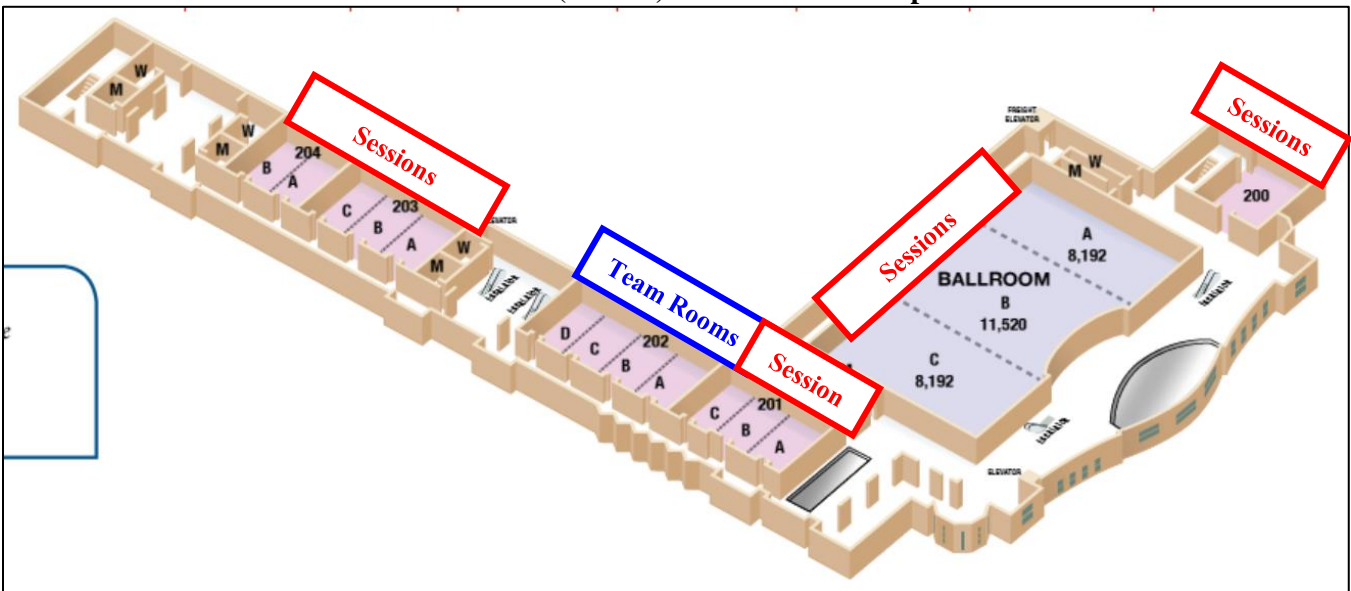 W
M
W
M
204
B
A
Sessions
203
C
B
A
W
M
Team Rooms
202
D
C
B
A
Session
201
C
B
A
Sessions
FREIGHT
ELEVATOR
W
M
A
8,192
BALLROOM
B
11,520
C
8,192
Sessions
200
ELEVATOR